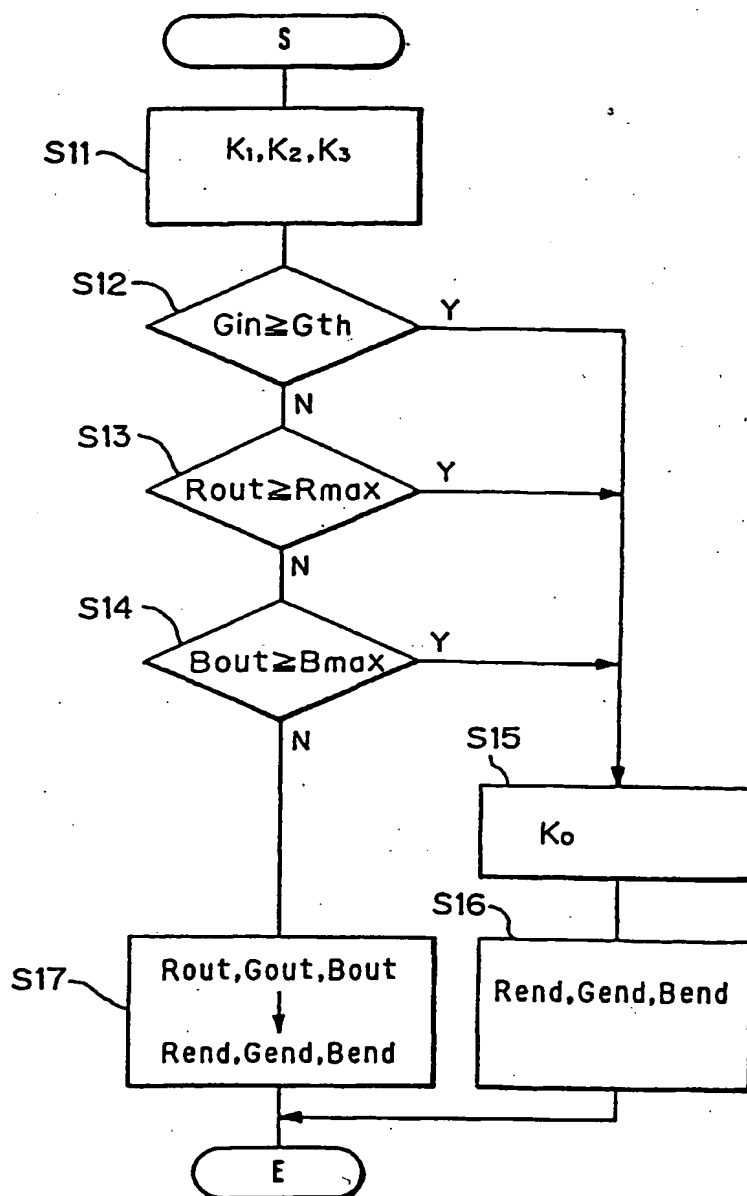 S
S11
K₁,K₂,K₃
S12
Gin≧Gth
Y
N
S13
Rout≧Rmax
Y
N
S14
Bout≧Bmax
Y
N
S15
K₀
S16
Rend,Gend,Bend
S17
Rout,Gout,Bout
Rend,Gend,Bend
E